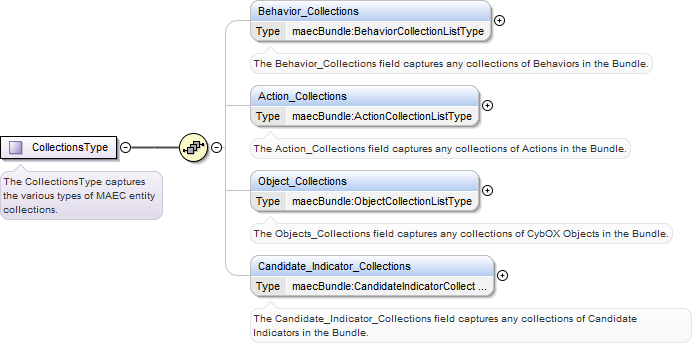 Behavior_Collections
Type maecBundle:BehaviorCollectionListType
The Behavior_Collections field captures any collections of Behaviors in the Bundle.
Action_Collections
Type maecBundle:ActionCollectionListType
The Action_Collections field captures any collections of Actions in the Bundle.
CollectionsType
The CollectionsType captures
the various types of MAEC entity
collections.
Object_Collections
Type maecBundle:ObjectCollectionListType
The Objects_Collections field captures any collections of CybOX Objects in the Bundle.
Candidate_Indicator_Collections
Type maecBundle:CandidateIndicatorCollect ...
The Candidate_Indicator_Collections field captures any collections of Candidate
Indicators in the Bundle.